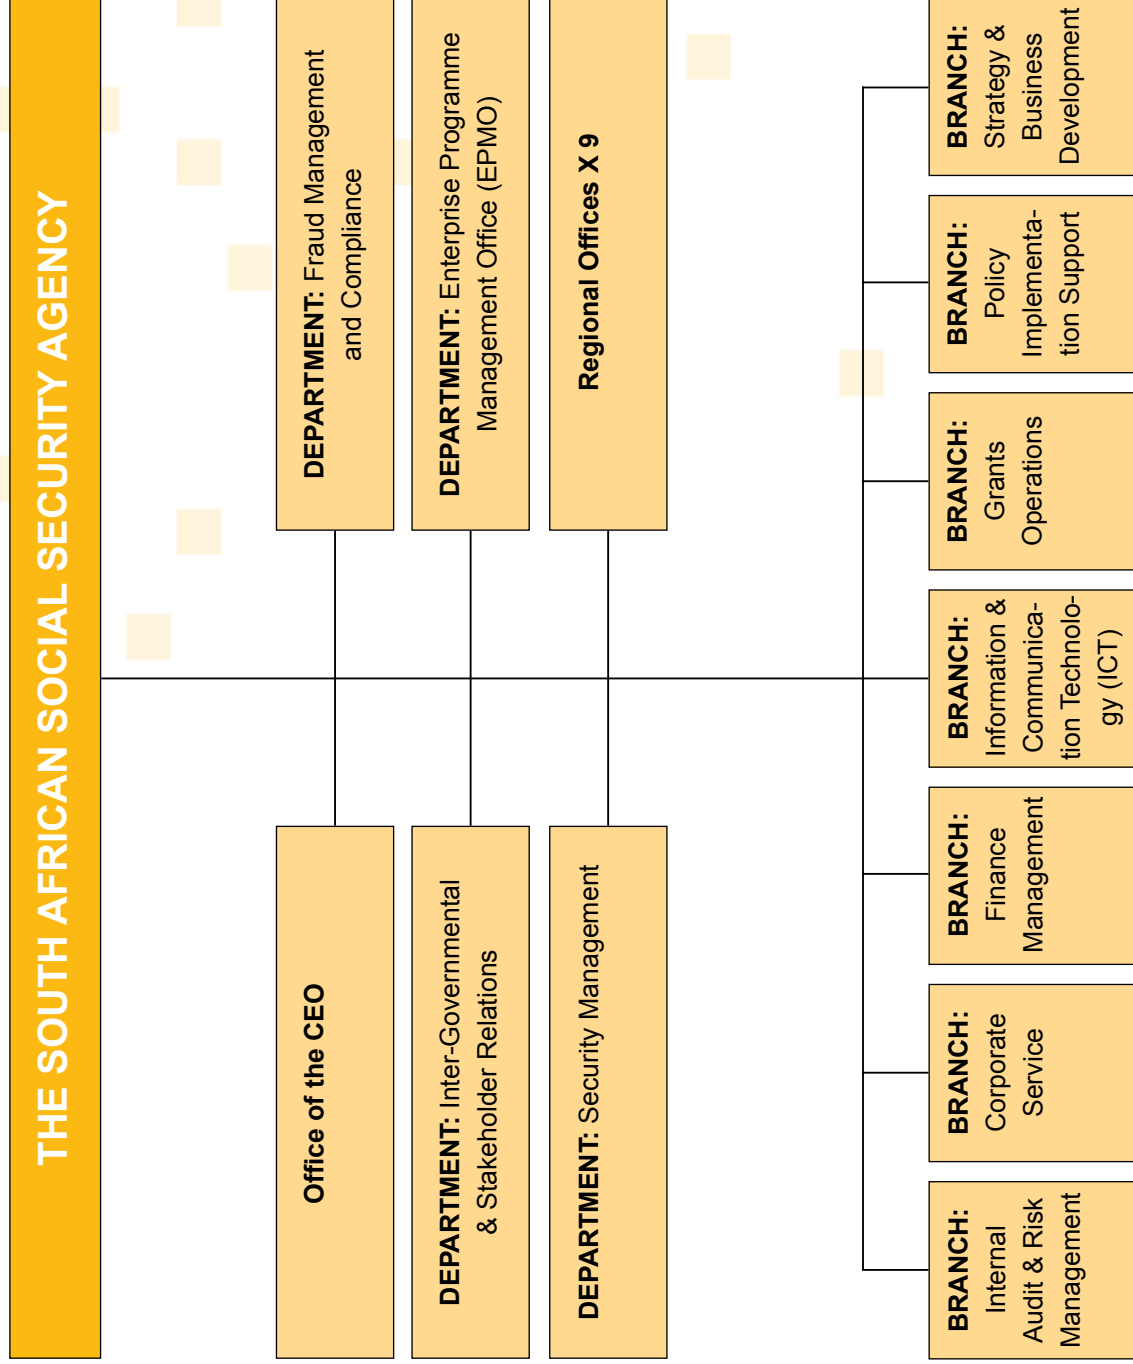 THE SOUTH AFRICAN SOCIAL SECURITY AGENCY
Office of the CEO
DEPARTMENT: Fraud Management
and Compliance
DEPARTMENT: Inter-Governmental
& Stakeholder Relations
DEPARTMENT: Enterprise Programme
Management Office (EPMO)
DEPARTMENT: Security Management
Regional Offices X 9
BRANCH:
Internal
Audit & Risk
Management
BRANCH:
Corporate
Service
BRANCH:
Finance
Management
BRANCH:
Information &
Communica-
tion Technolo-
gy (ICT)
BRANCH:
Grants
Operations
BRANCH:
Policy
Implementa-
tion Support
BRANCH:
Strategy &
Business
Development